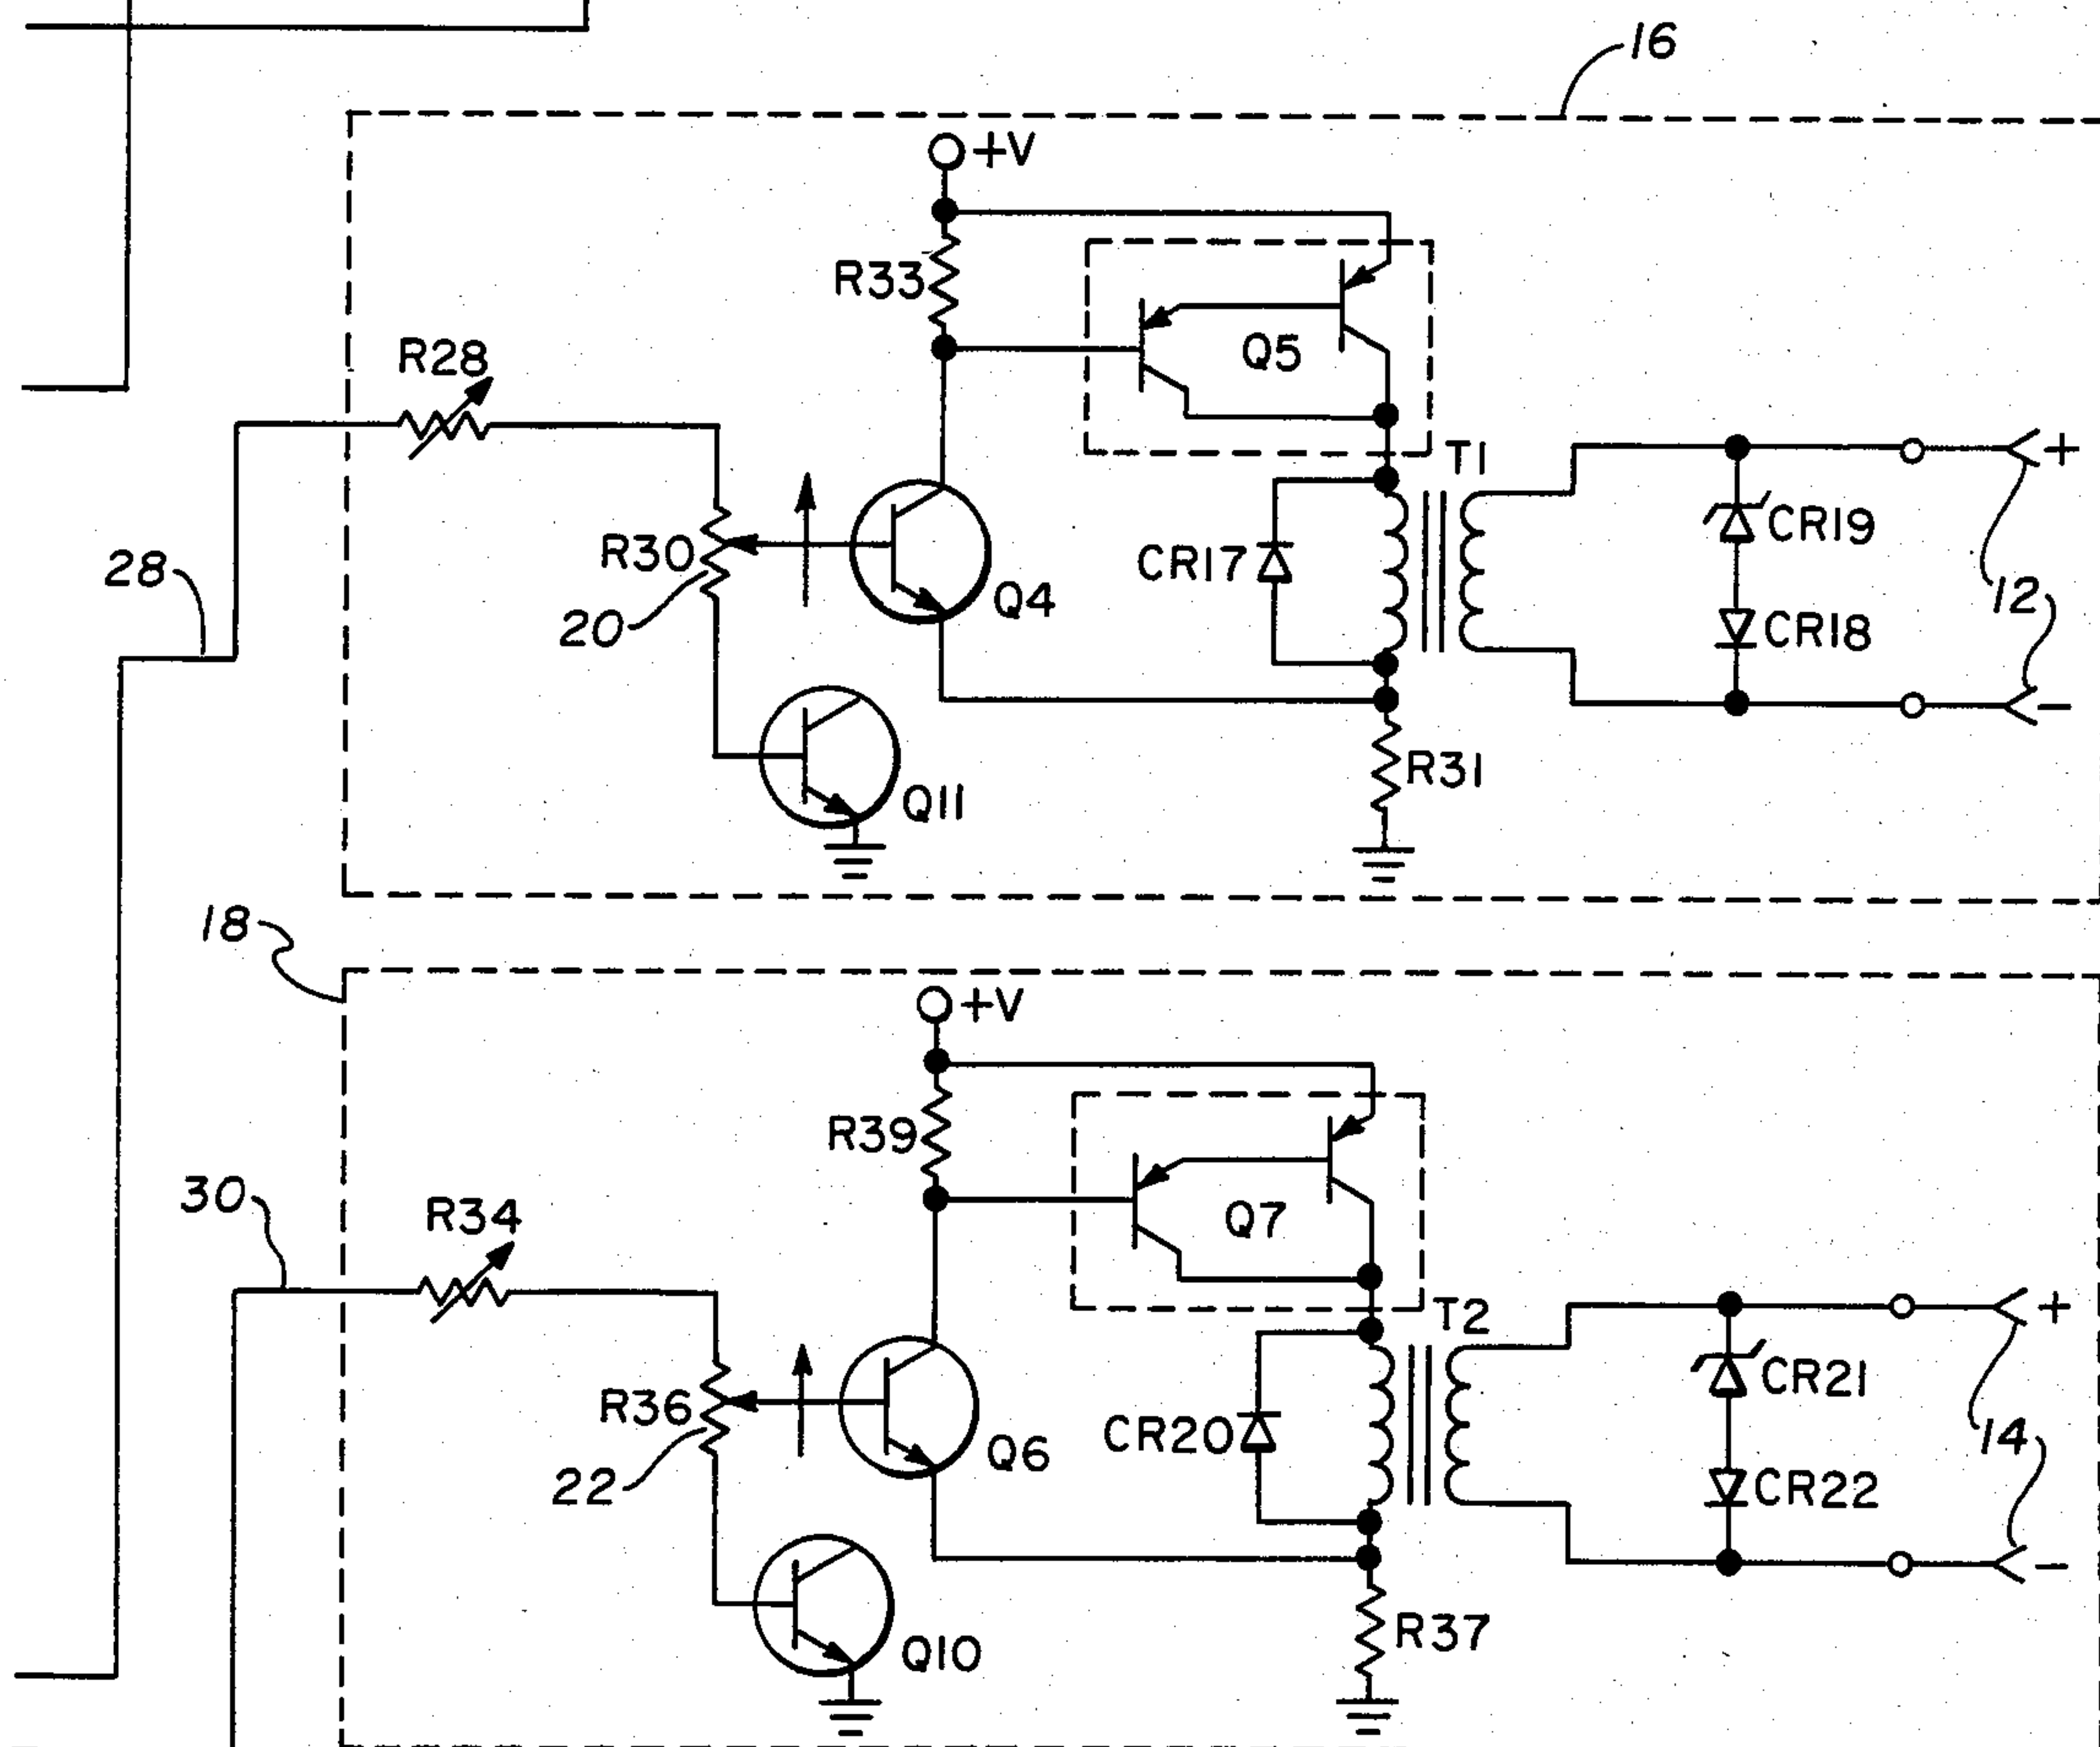 16
+V
R33
Q5
R28
T1
+
CR19
R30
CR17
28
12
Q4
20
CR18
-
R31
Q11
18
+V
R39
30
R34
Q7
T2
+
CR21
R36
CR20
14
Q6
22
CR22
-
R37
Q10